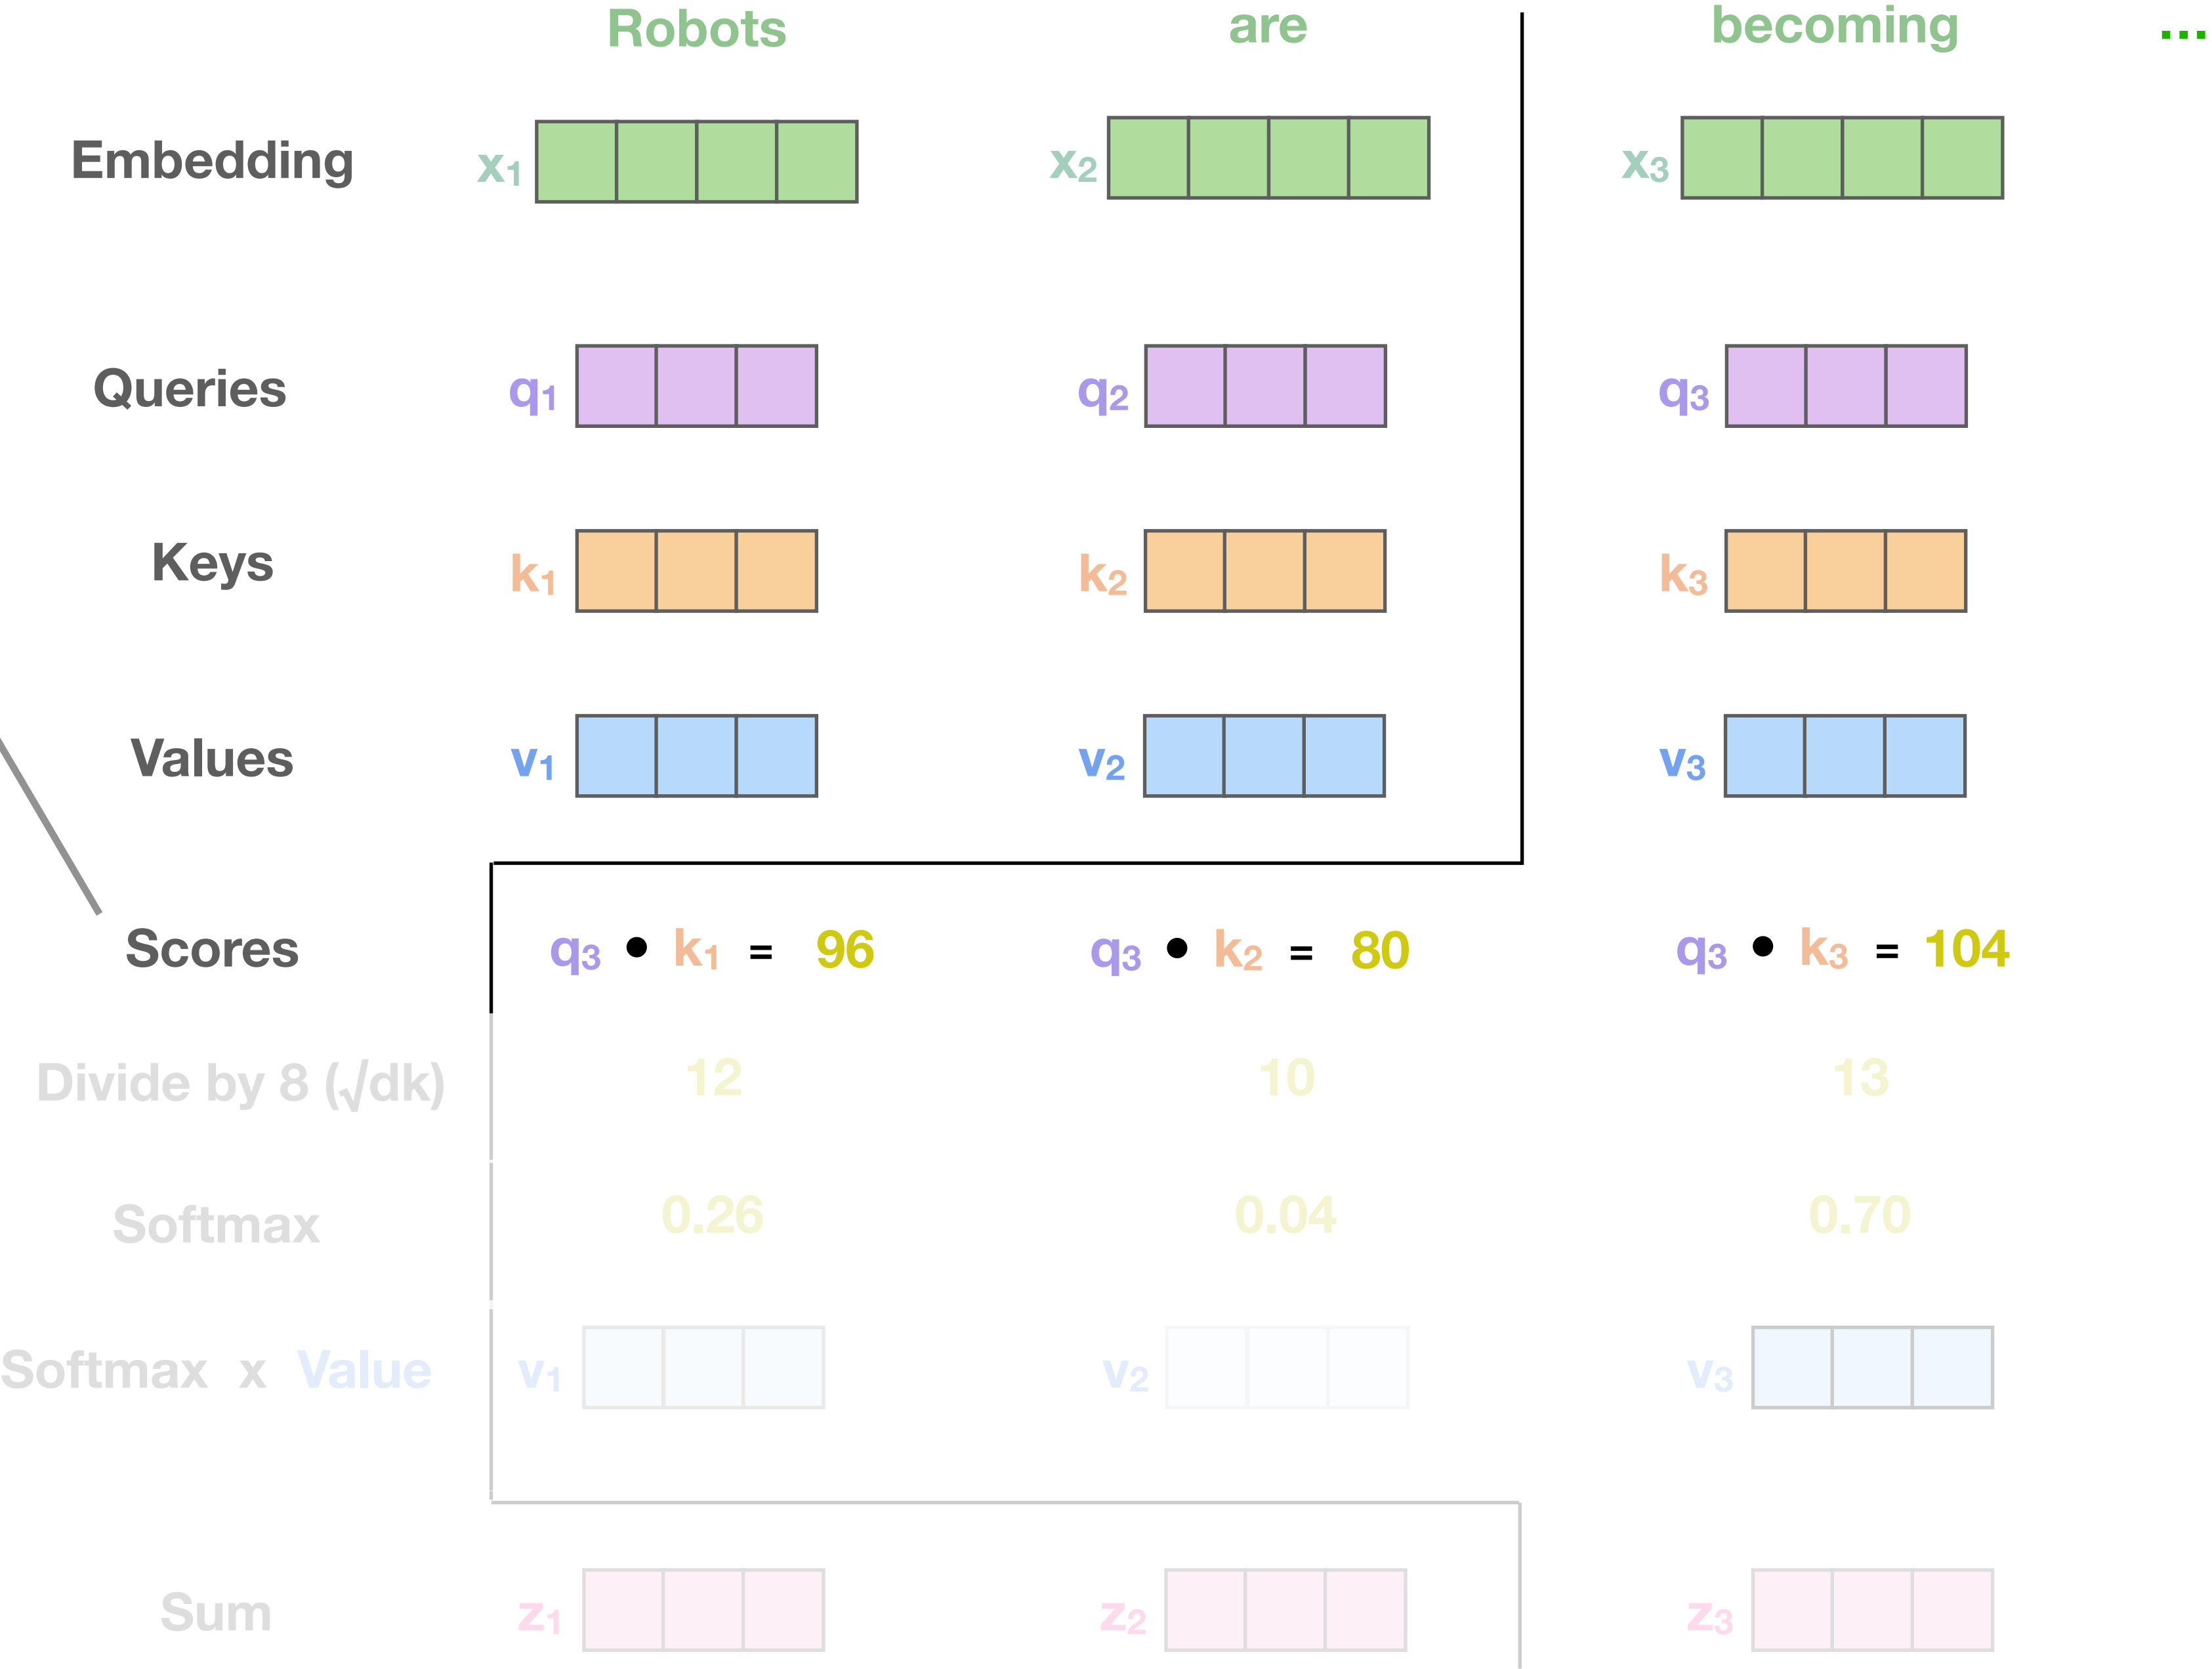 Robots are becoming ...
Embedding x1 x2 x3
Queries q1 q2 q3
Keys k1 k2 k3
Values v1 v2 v3
Scores q3 • k1 = 96 q3 • k2 = 80 q3 • k3 = 104
Divide by 8 (√dk) 12 10 13
Softmax 0.26 0.04 0.70
Softmax x Value v1 v2 v3
Sum z1 z2 z3